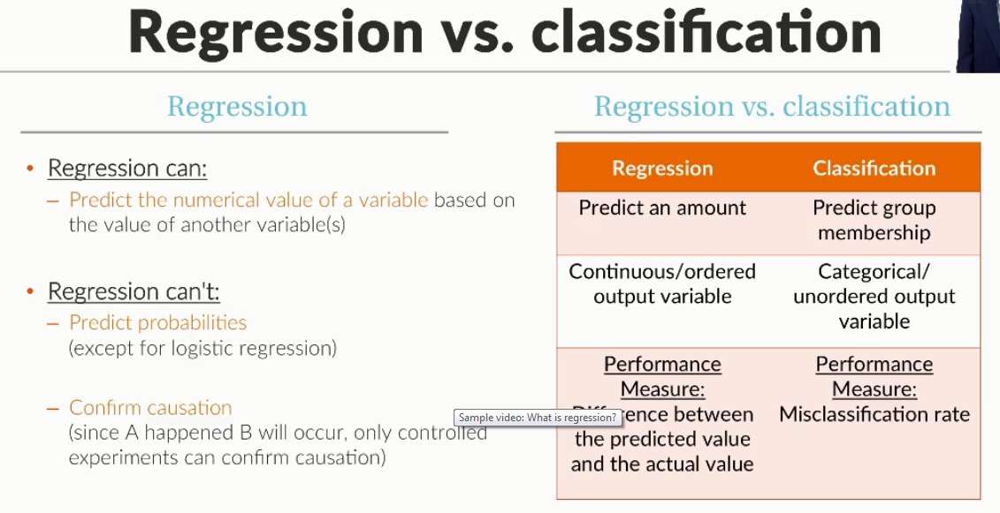 Regression vs. classification
Regression
• Regression can:
– Predict the numerical value of a variable based on
the value of another variable(s)
• Regression can't:
– Predict probabilities
(except for logistic regression)
– Confirm causation
(since A happened B will occur, only controlled
experiments can confirm causation)
Regression vs. classification
Regression Classification
Predict an amount
Predict group
membership
Continuous/ordered
output variable
Categorical/
unordered output
variable
Performance
Measure:
Difference between
the predicted value
and the actual value
Performance
Measure:
Misclassification rate
Sample video: What is regression?